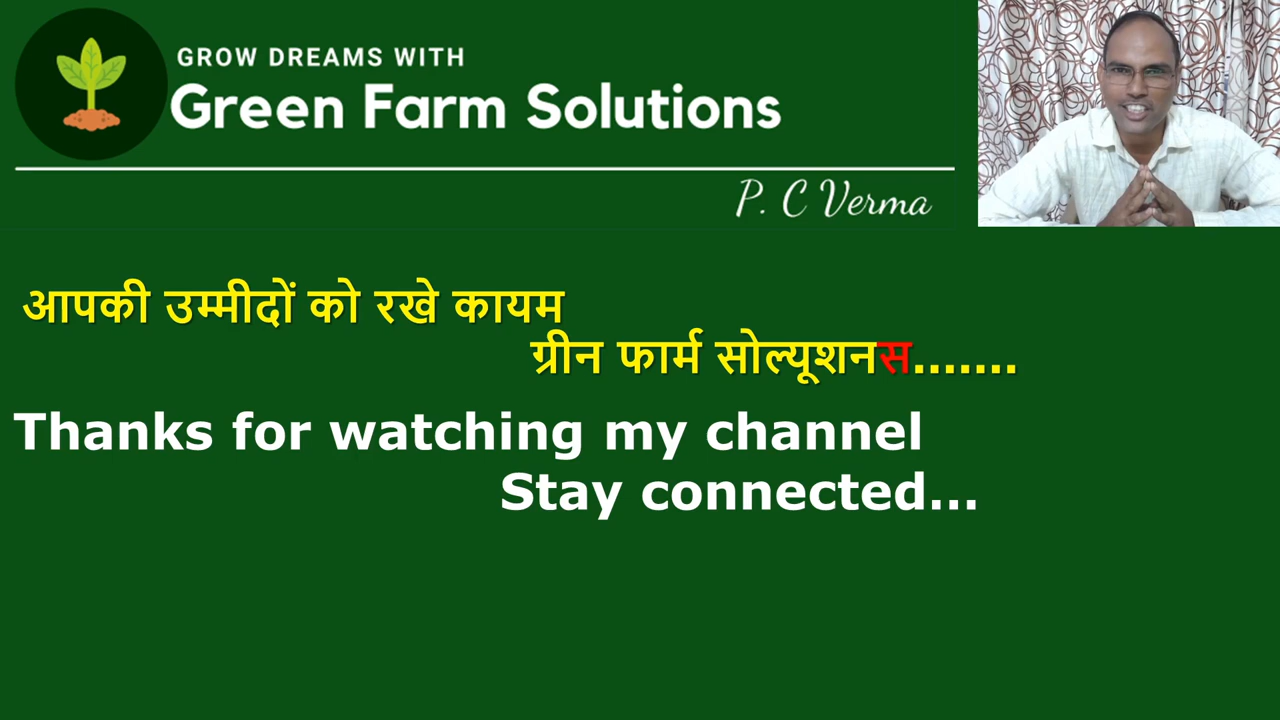 GROW DREAMS WITH
Green Farm Solutions
P. C Verma
आपकी उम्मीदों को रखे कायम
ग्रीन फार्म सोल्यूशनस.......
Thanks for watching my channel
Stay connected...